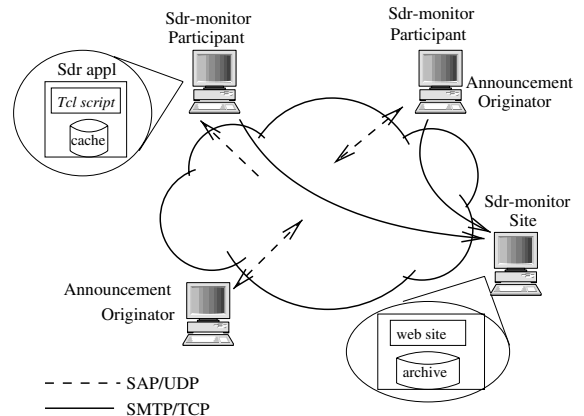 Sdr-monitor
Participant
Sdr-monitor
Participant
Sdr appl
Tcl script
cache
Announcement
Originator
Sdr-monitor
Site
Announcement
Originator
web site
archive
SAP/UDP
SMTP/TCP